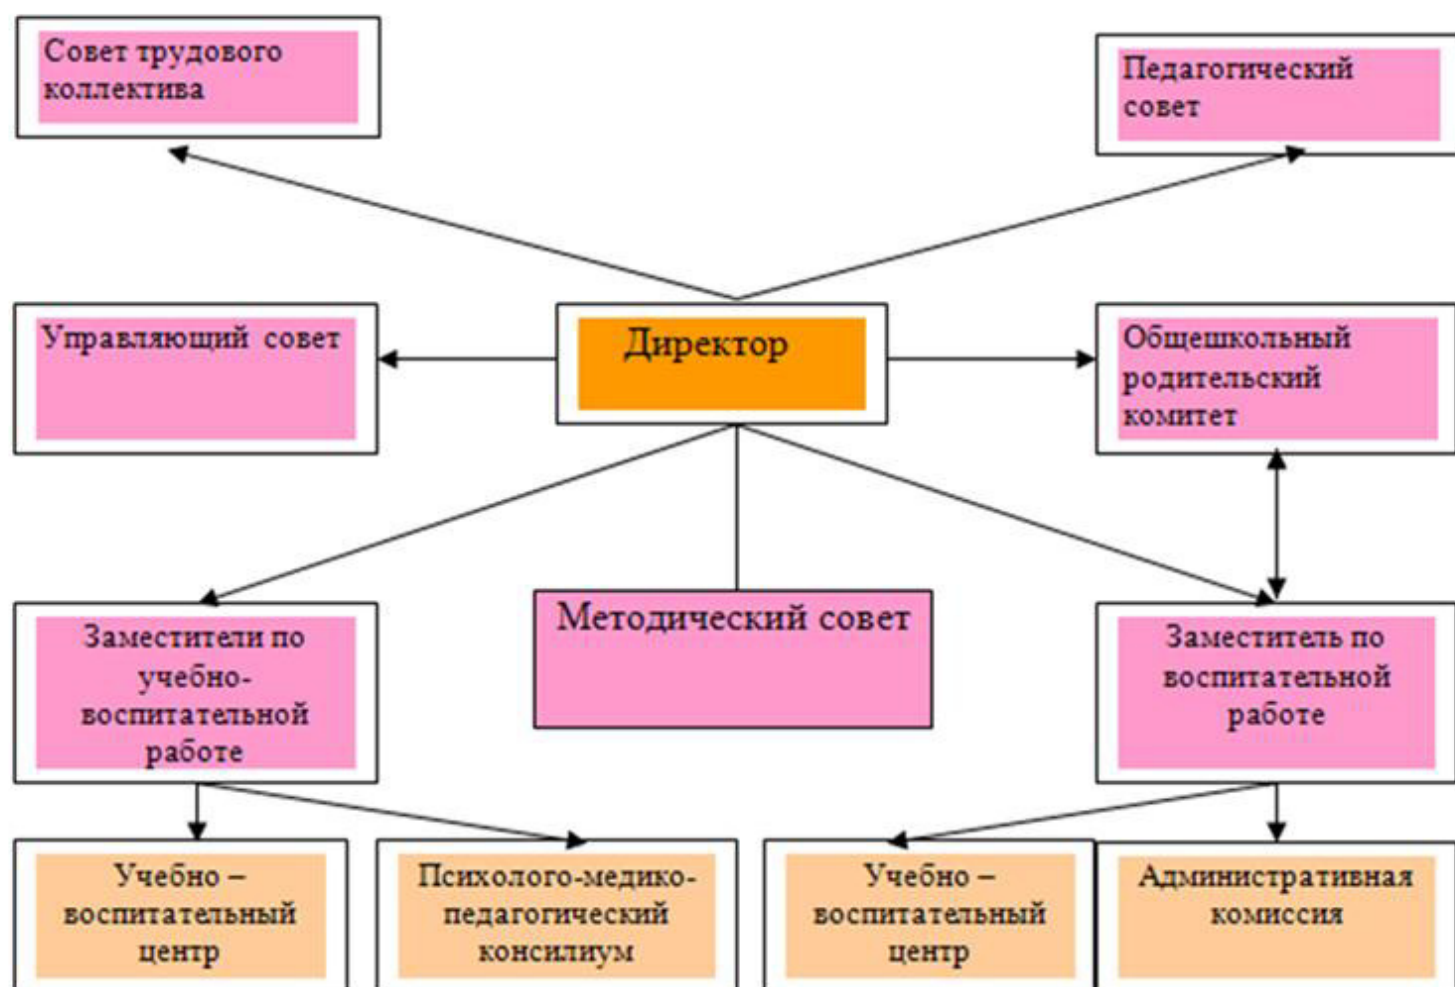 Совет трудового
коллектива
Педагогический
совет
Управляющий совет
Директор
Общешкольный
родительский
комитет
Заместители по
учебно-
воспитательной
работе
Методический совет
Заместитель по
воспитательной
работе
Учебно –
воспитательный
центр
Психолого-медико-
педагогический
консилиум
Учебно –
воспитательный
центр
Административная
комиссия